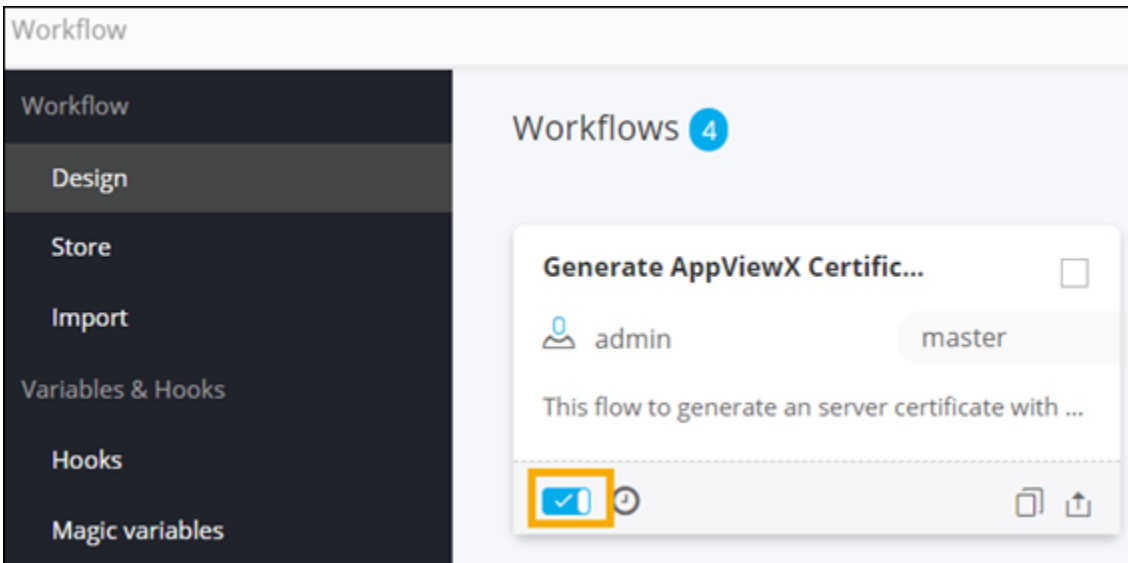 Workflow
Workflow
Design
Store
Import
Variables & Hooks
Hooks
Magic variables
Workflows 4
Generate AppViewX Certific...
admin
master
This flow to generate an server certificate with ...